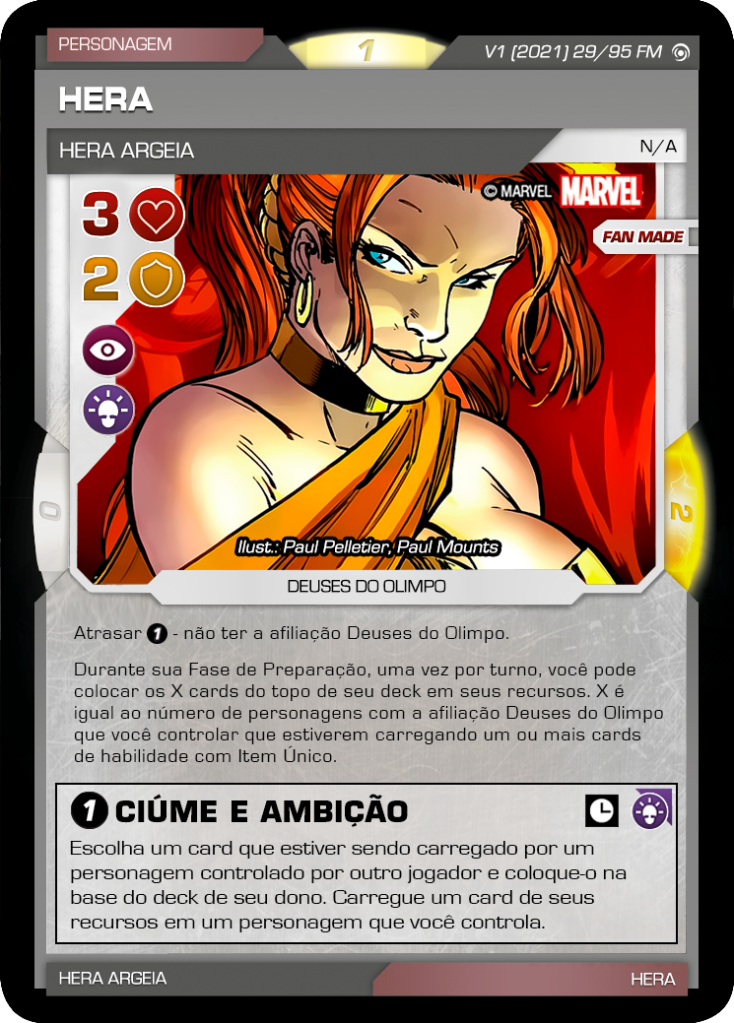 PERSONAGEM
1
V1 (2021) 29/95 FM
HERA
HERA ARGEIA
N/A
© MARVEL MARVEL
3
FAN MADE
2
0
2
Ilust.: Paul Pelletier, Paul Mounts
DEUSES DO OLIMPO
Atrasar 1 - não ter a afiliação Deuses do Olimpo.
Durante sua Fase de Preparação, uma vez por turno, você pode
colocar os X cards do topo de seu deck em seus recursos. X é
igual ao número de personagens com a afiliação Deuses do Olimpo
que você controlar que estiverem carregando um ou mais cards
de habilidade com Item Único.
1 CIÚME E AMBIÇÃO
Escolha um card que estiver sendo carregado por um
personagem controlado por outro jogador e coloque-o na
base do deck de seu dono. Carregue um card de seus
recursos em um personagem que você controla.
HERA ARGEIA
HERA